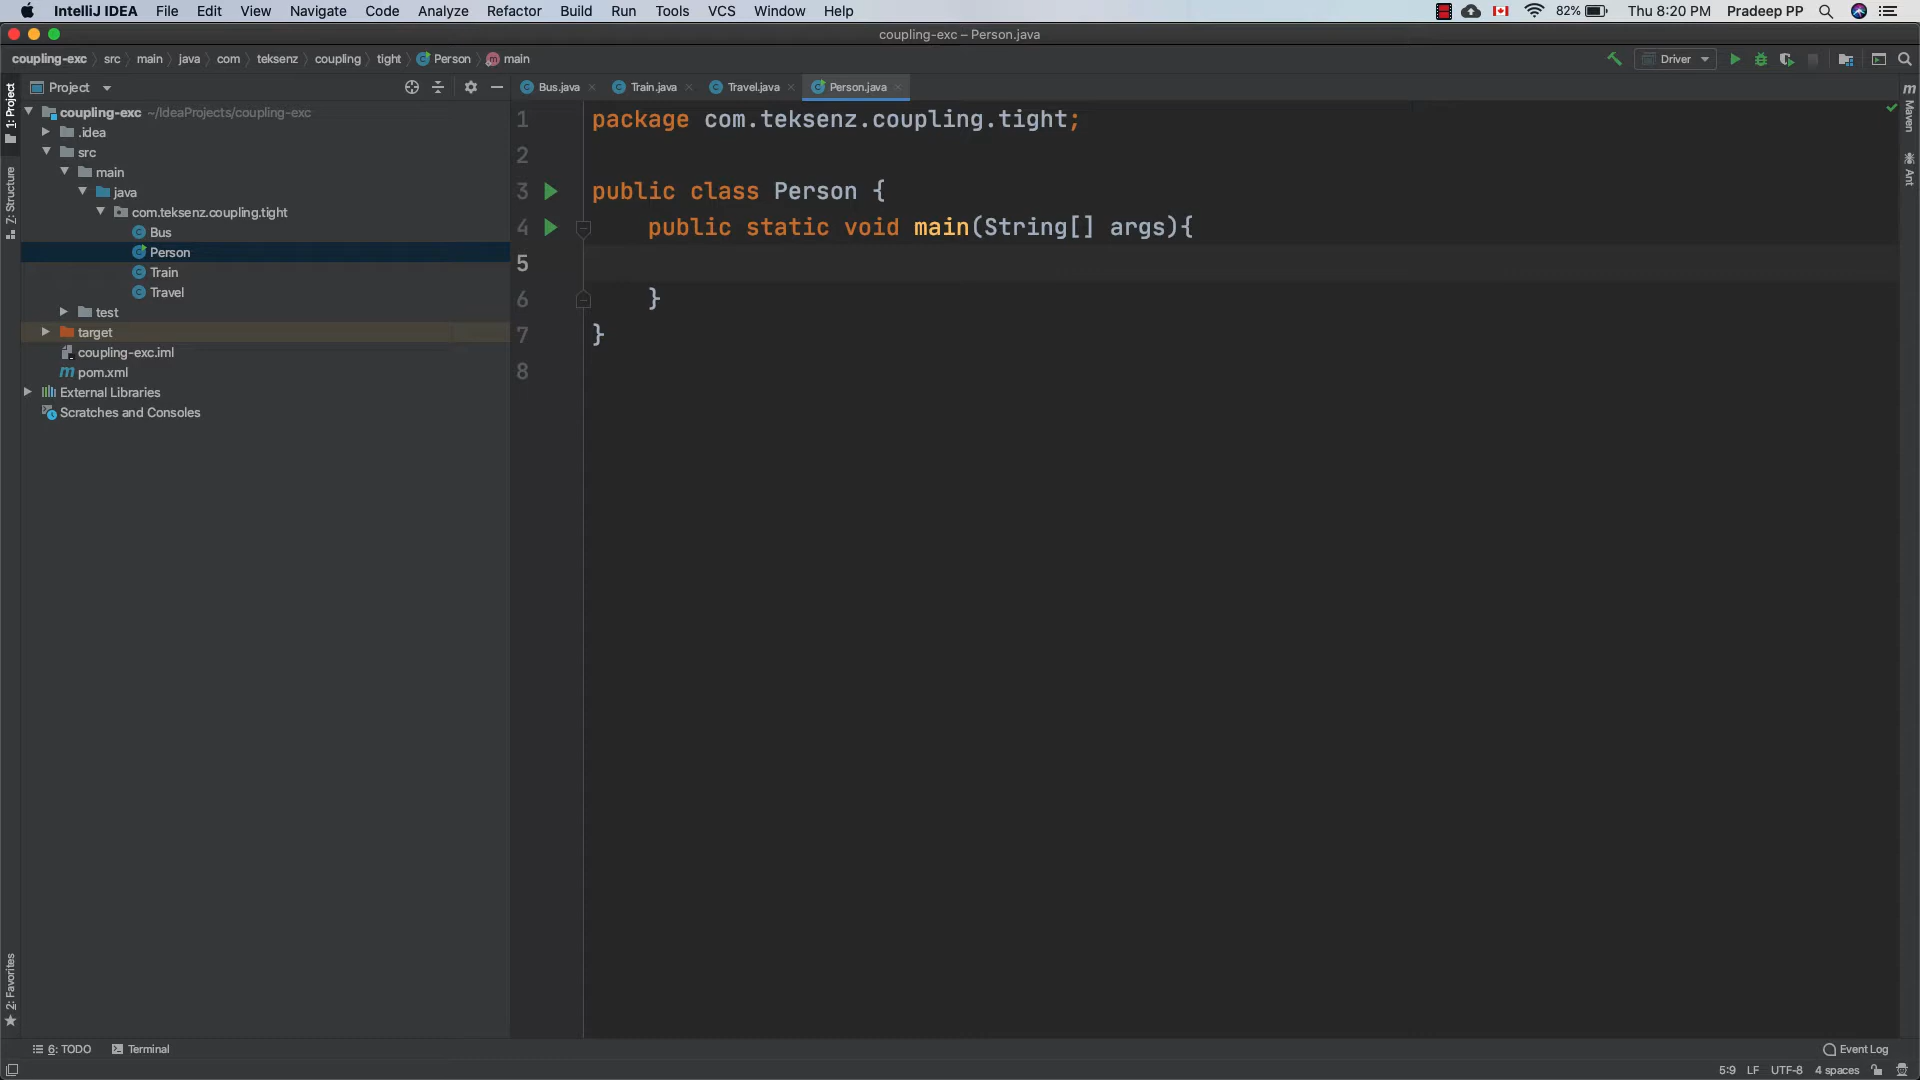 IntelliJ IDEA File Edit View Navigate Code Analyze Refactor Build Run Tools VCS Window Help 82% Thu 8:20 PM Pradeep PP
coupling-exc – Person.java
coupling-exc src main java com teksenz coupling tight Person main Driver
Project
Bus.java Train.java Travel.java Person.java
1: Project
Z: Structure
2: Favorites
coupling-exc ~/IdeaProjects/coupling-exc
.idea
src
main
java
com.teksenz.coupling.tight
Bus
Person
Train
Travel
test
target
coupling-exc.iml
pom.xml
External Libraries
Scratches and Consoles
1 package com.teksenz.coupling.tight;
2
3 public class Person {
4 public static void main(String[] args){
5
6 }
7 }
8
m
Maven
Ant
6: TODO Terminal Event Log
5:9 LF UTF-8 4 spaces